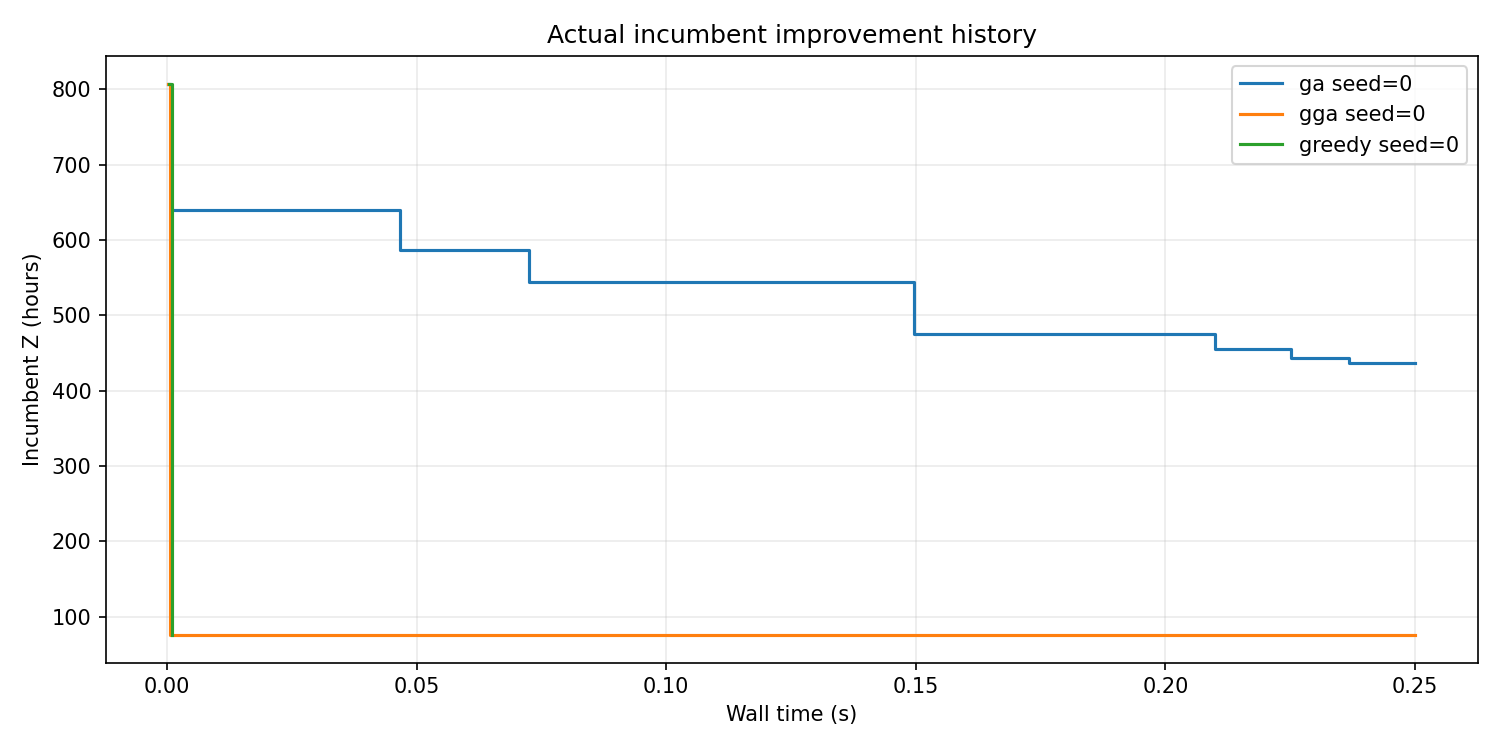 Actual incumbent improvement history
ga seed=0
gga seed=0
greedy seed=0
Incumbent Z (hours)
800
700
600
500
400
300
200
100
0.00
0.05
0.10
0.15
0.20
0.25
Wall time (s)